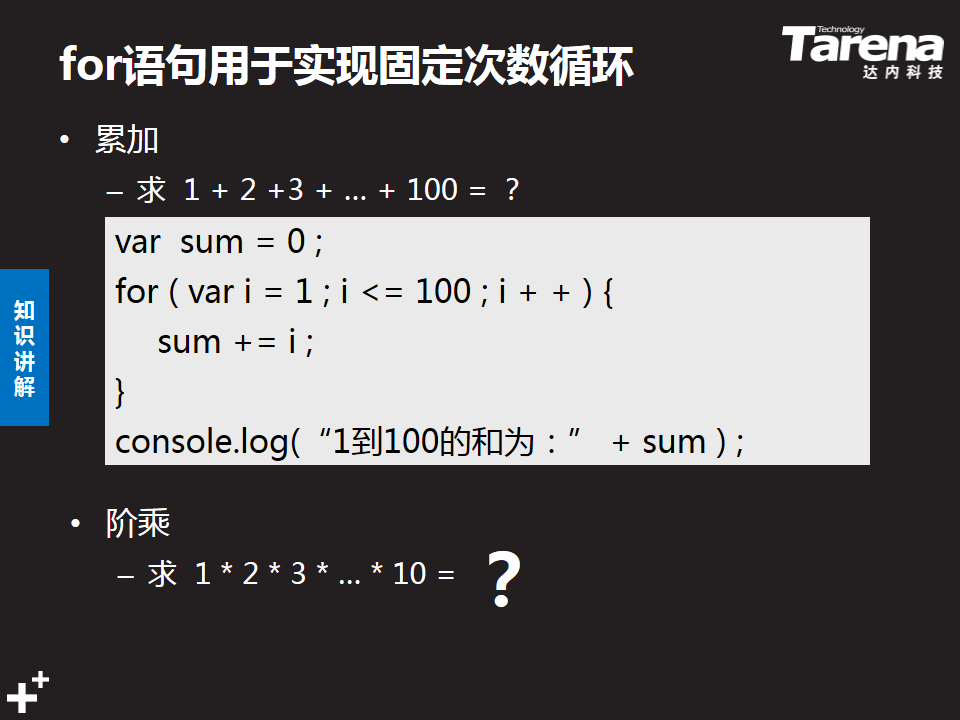 for语句用于实现固定次数循环
Technology
Tarena
达内科技
• 累加
– 求 1 + 2 +3 + … + 100 = ?
var sum = 0 ;
for ( var i = 1 ; i <= 100 ; i + + ) {
sum += i ;
}
console.log( “1到100的和为：” + sum ) ;
知识讲解
• 阶乘
– 求 1 * 2 * 3 * … * 10 = ?